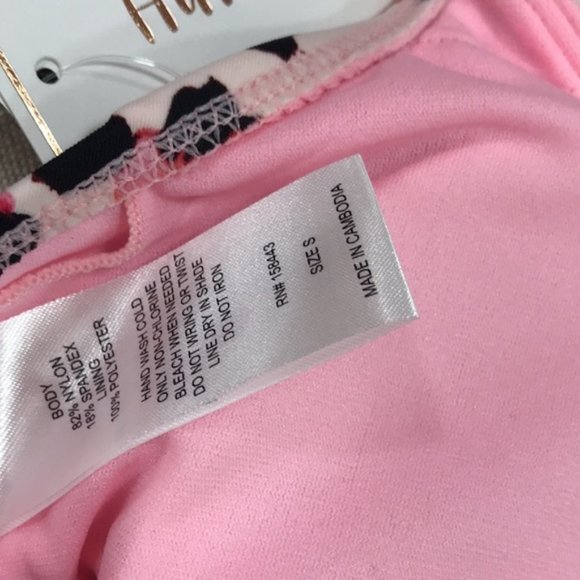 BODY
82% NYLON
18% SPANDEX
LINING
100% POLYESTER
HAND WASH COLD
ONLY NON-CHLORINE
BLEACH WHEN NEEDED
DO NOT WRING OR TWIST
LINE DRY IN SHADE
DO NOT IRON
RN# 158643
SIZE S
MADE IN CAMBODIA